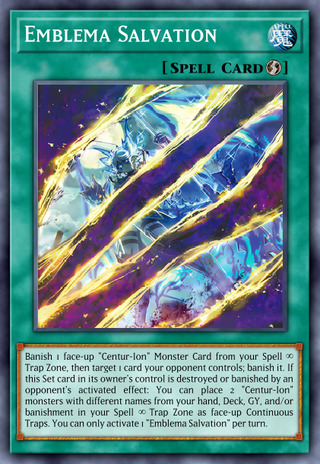 Emblema Salvation
魔
[Spell Card]
Banish 1 face-up "Centur-Ion" Monster Card from your Spell ∞
Trap Zone, then target 1 card your opponent controls; banish it. If
this Set card in its owner's control is destroyed or banished by an
opponent's activated effect: You can place 2 "Centur-Ion"
monsters with different names from your hand, Deck, GY, and/or
banishment in your Spell ∞ Trap Zone as face-up Continuous
Traps. You can only activate 1 "Emblema Salvation" per turn.